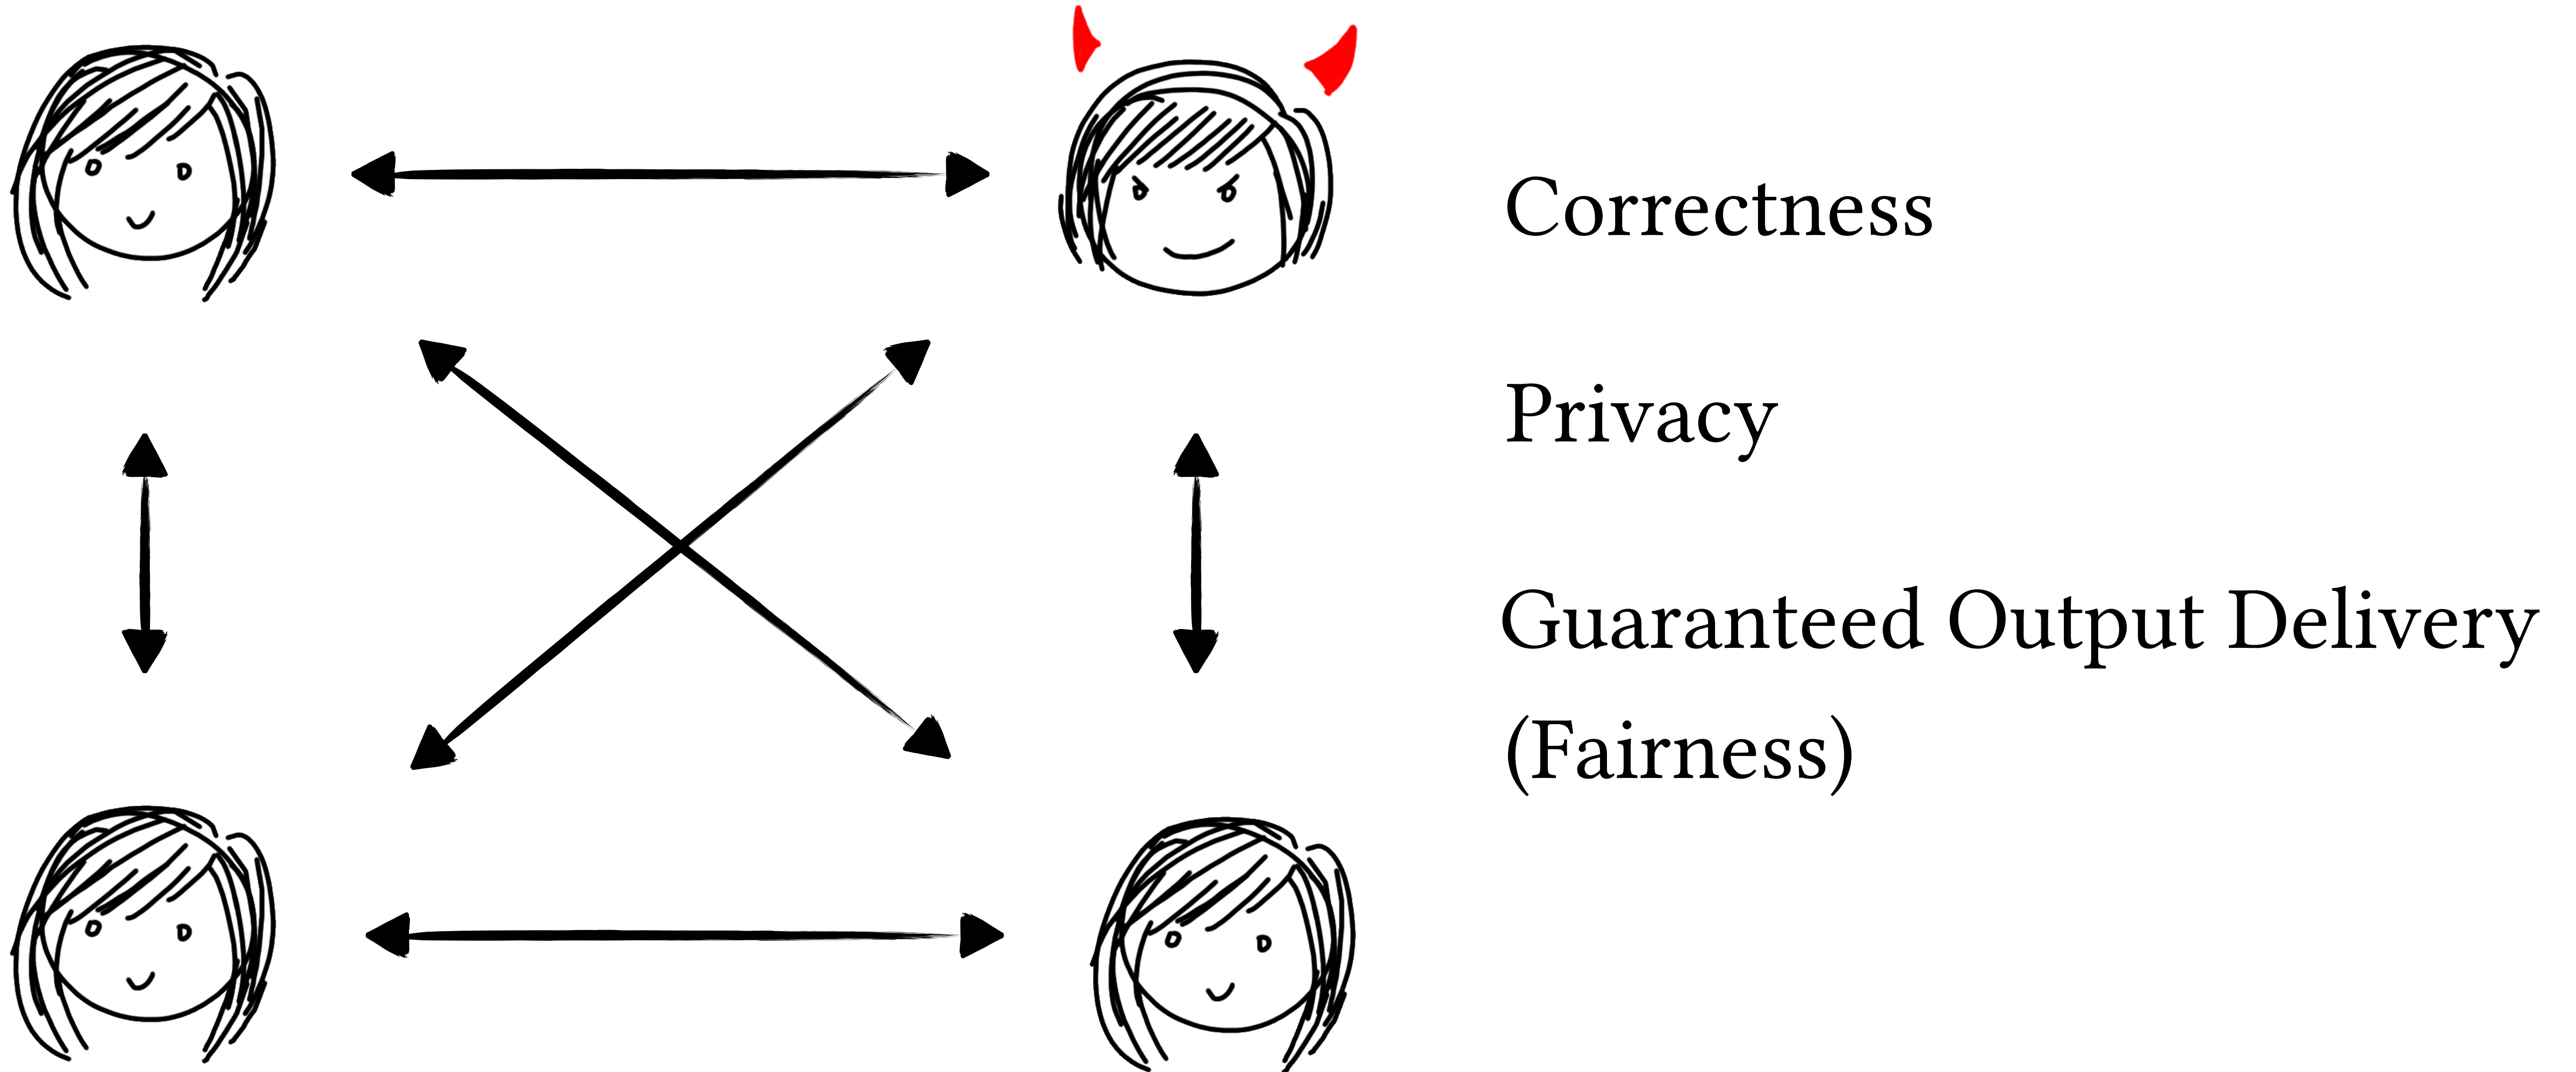 Correctness
Privacy
Guaranteed Output Delivery
(Fairness)